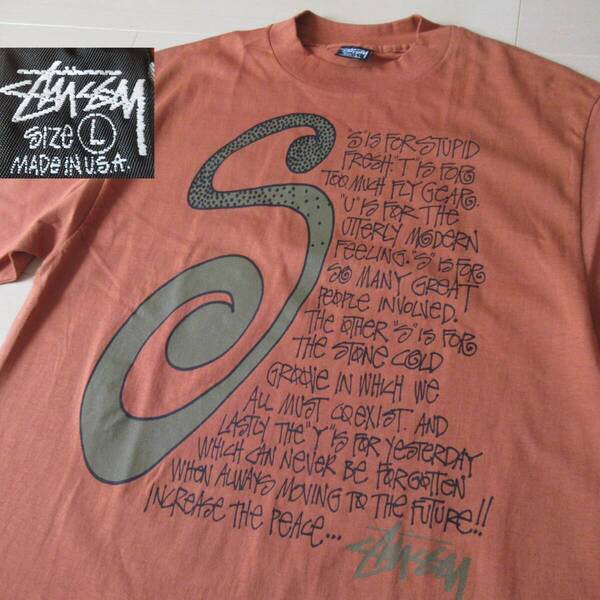 STÜSSY
SIZE L
MADE IN U.S.A.
"S" IS FOR STUPID
FRESH. "T" IS FOR
TOO MUCH FLY GEAR.
"U" IS FOR THE
UTTERLY MODERN
FEELING. "S" IS FOR
SO MANY GREAT
PEOPLE INVOLVED.
THE OTHER "S" IS FOR
THE STONE COLD
GROOVE IN WHICH WE
ALL MUST COEXIST. AND
LASTLY THE "Y" IS FOR YESTERDAY
WHICH CAN NEVER BE FORGOTTEN
WHEN ALWAYS MOVING TO THE FUTURE!!
INCREASE THE PEACE...
STÜSSY
S